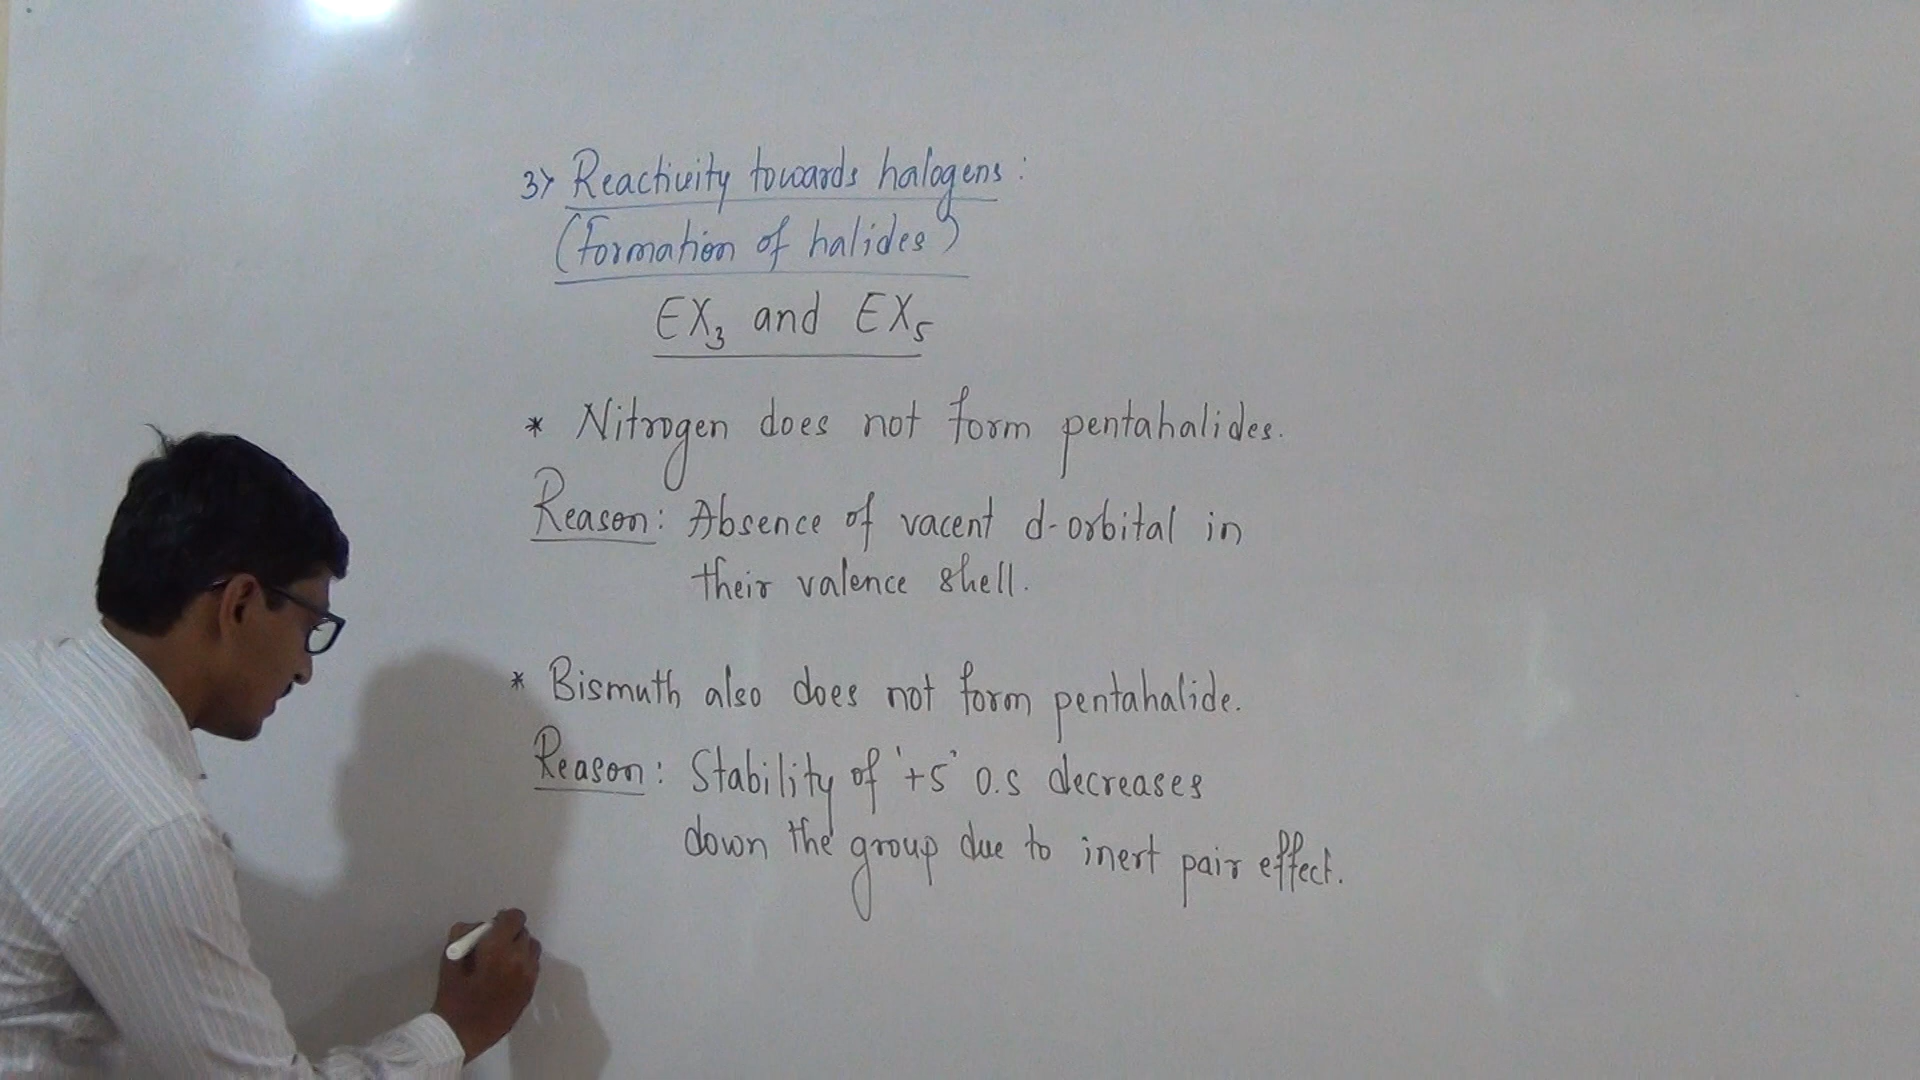 3) Reactivity towards halogens :
(Formation of halides)
EX₃ and EX₅
* Nitrogen does not form pentahalides.
Reason: Absence of vacent d-orbital in
their valence shell.
* Bismuth also does not form pentahalide.
Reason: Stability of '+5' O.S decreases
down the group due to inert pair effect.